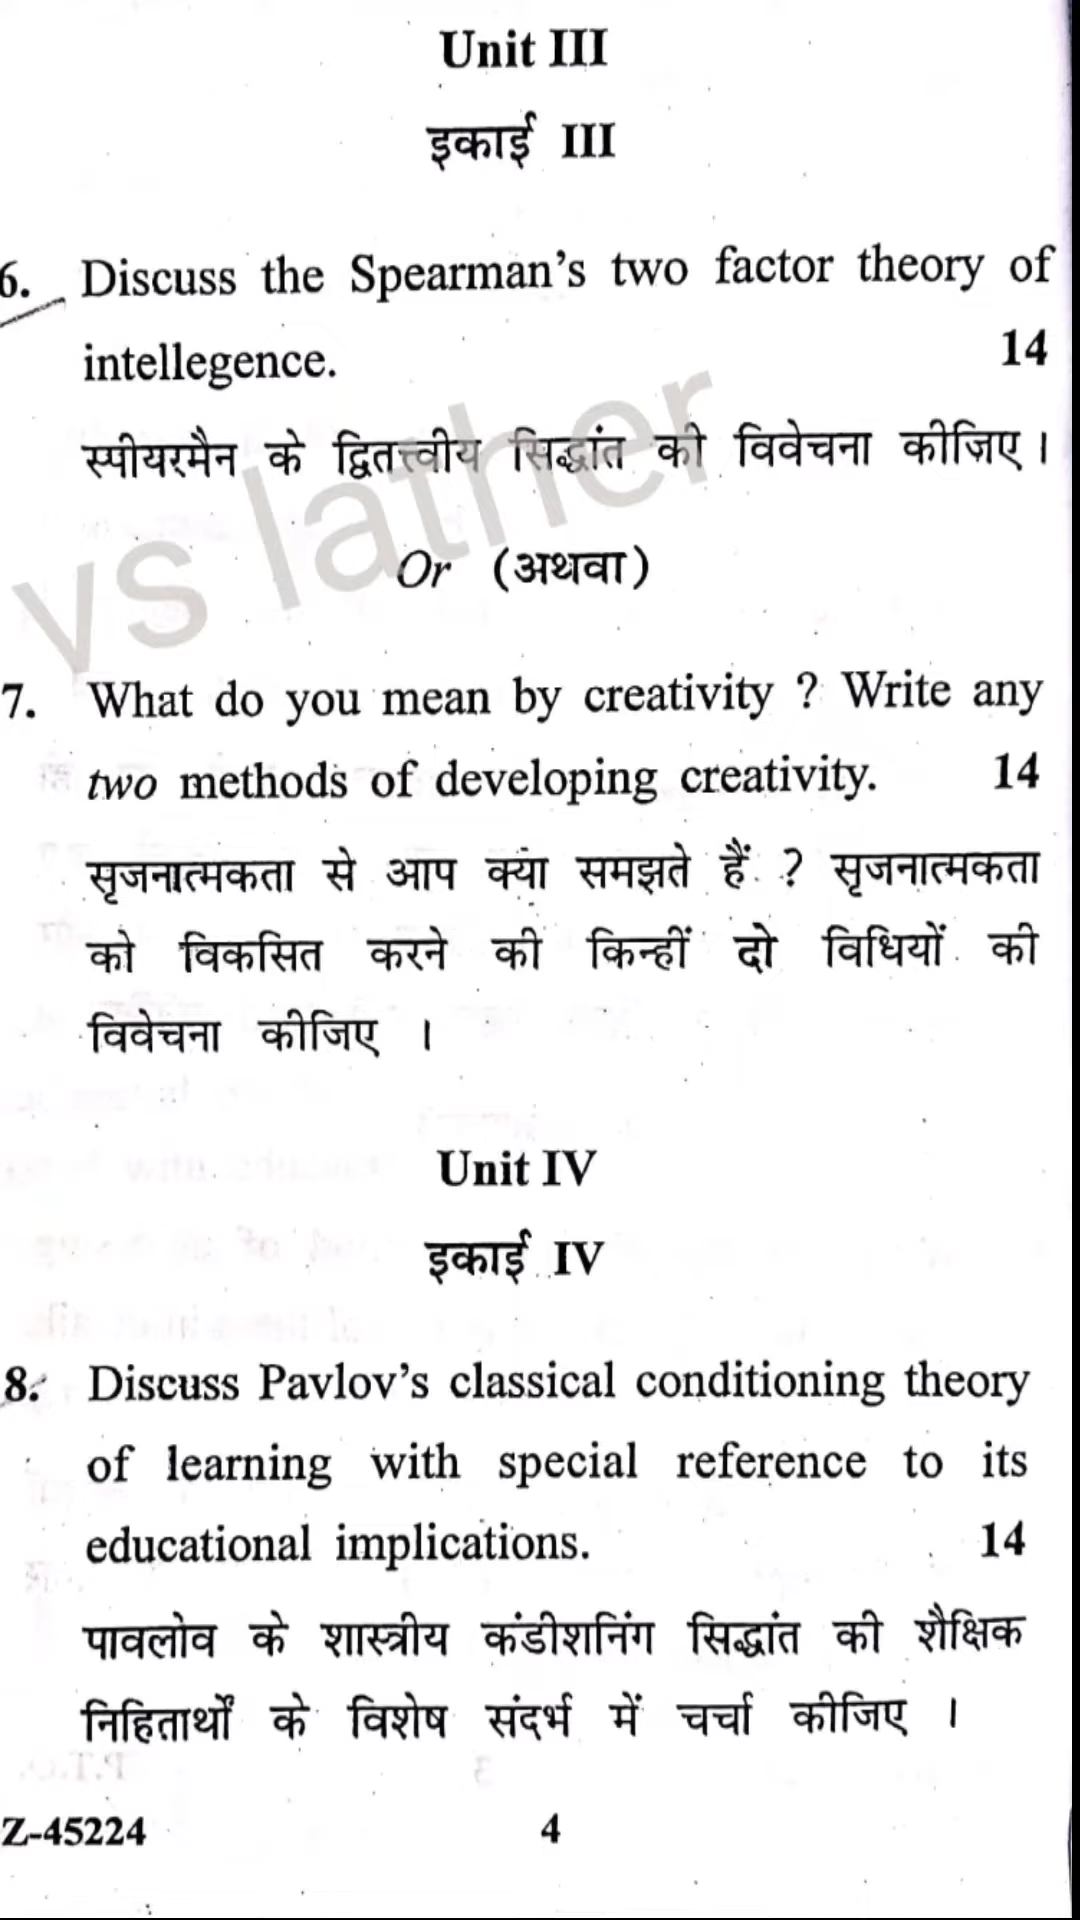 Unit III
इकाई III
6. Discuss the Spearman's two factor theory of
intellegence. 14
स्पीयरमैन के द्वितत्त्वीय सिद्धांत की विवेचना कीजिए।
Or (अथवा)
vs lather
7. What do you mean by creativity ? Write any
two methods of developing creativity. 14
सृजनात्मकता से आप क्या समझते हैं ? सृजनात्मकता
को विकसित करने की किन्हीं दो विधियों की
विवेचना कीजिए ।
Unit IV
इकाई IV
8. Discuss Pavlov's classical conditioning theory
of learning with special reference to its
educational implications. 14
पावलोव के शास्त्रीय कंडीशनिंग सिद्धांत की शैक्षिक
निहितार्थों के विशेष संदर्भ में चर्चा कीजिए ।
Z-45224 4